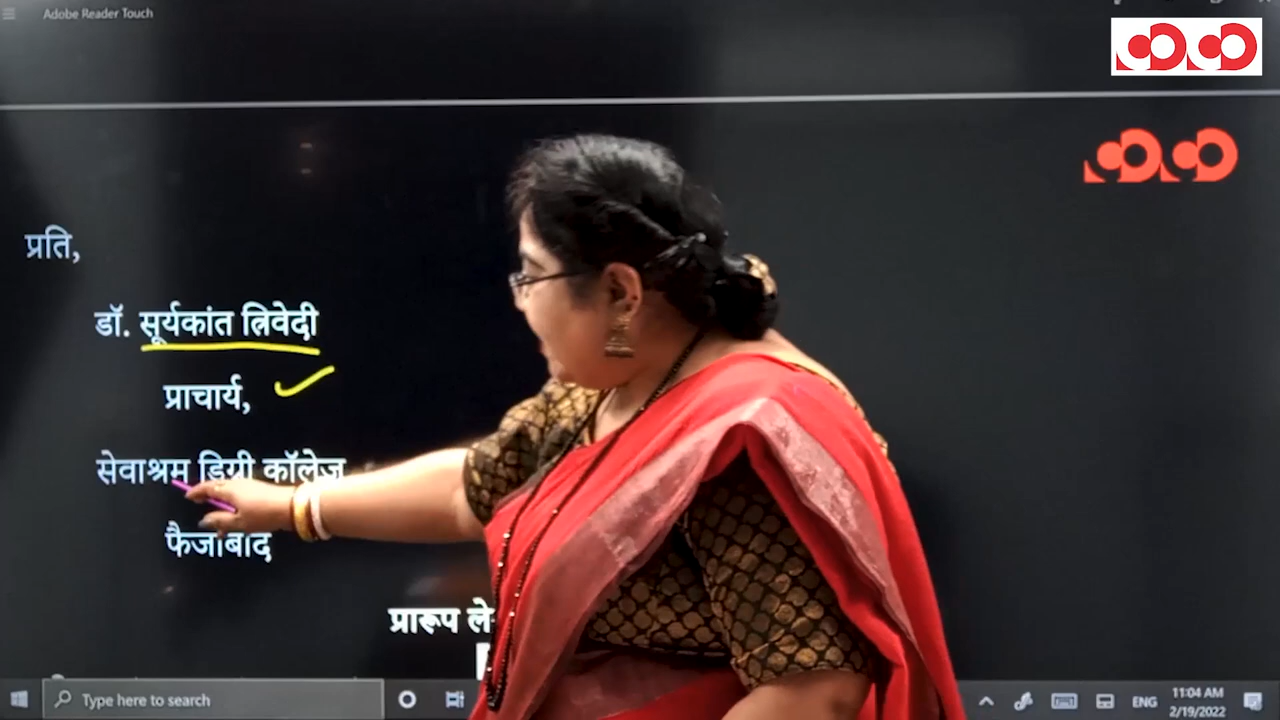 Adobe Reader Touch
प्रति,
डॉ. सूर्यकांत त्रिवेदी
प्राचार्य,
सेवाश्रम डिग्री कॉलेज
फैजाबाद
प्रारूप
Type here to search
ENG
11:04 AM
2/19/2022